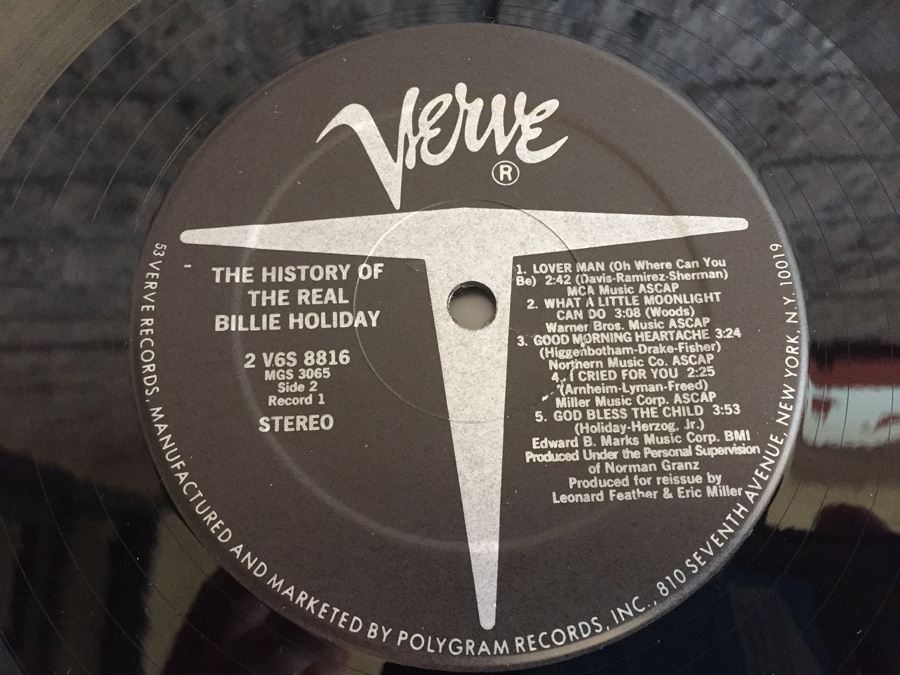 Verve
®
THE HISTORY OF
THE REAL
BILLIE HOLIDAY
2 V6S 8816
MGS 3065
Side 2
Record 1
STEREO
1. LOVER MAN (Oh Where Can You
Be) 2:42 (Davis-Ramirez-Sherman)
MCA Music ASCAP
2. WHAT A LITTLE MOONLIGHT
CAN DO 3:08 (Woods)
Warner Bros. Music ASCAP
3. GOOD MORNING HEARTACHE 3:24
(Higgenbotham-Drake-Fisher)
Northern Music Co. ASCAP
4. I CRIED FOR YOU 2:25
(Arnheim-Lyman-Freed)
Miller Music Corp. ASCAP
5. GOD BLESS THE CHILD 3:53
(Holiday-Herzog, Jr.)
Edward B. Marks Music Corp. BMI
Produced Under the Personal Supervision
of Norman Granz
Produced for reissue by
Leonard Feather & Eric Miller
53 VERVE RECORDS, MANUFACTURED AND MARKETED BY POLYGRAM RECORDS, INC., 810 SEVENTH AVENUE, NEW YORK, N.Y. 10019